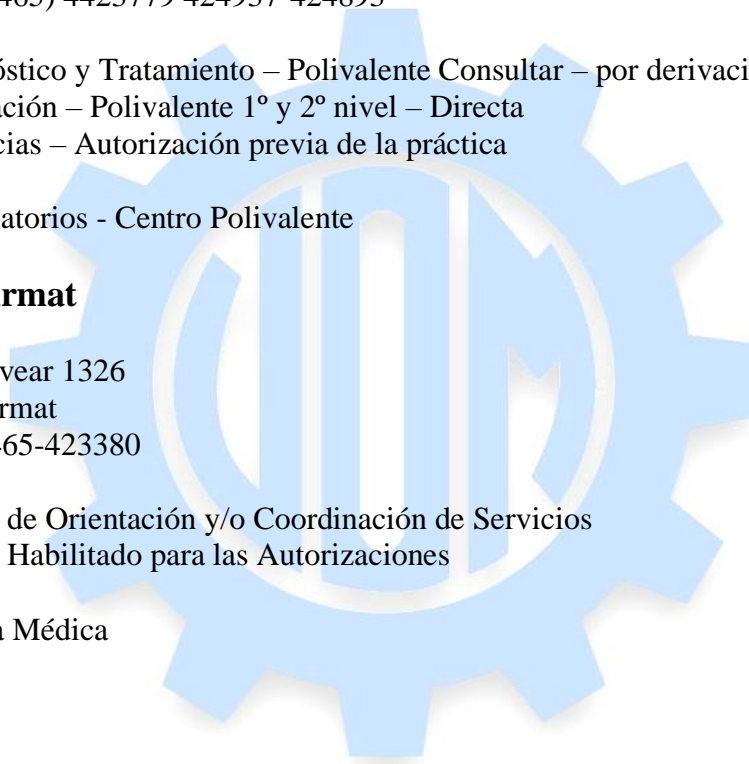 465) 4423779 424937-424893
óstico y Tratamiento – Polivalente Consultar – por derivaci
ación – Polivalente 1º y 2º nivel – Directa
cias – Autorización previa de la práctica
atorios - Centro Polivalente
rmat
vear 1326
rmat
465-423380
de Orientación y/o Coordinación de Servicios
Habilitado para las Autorizaciones
a Médica
UOM